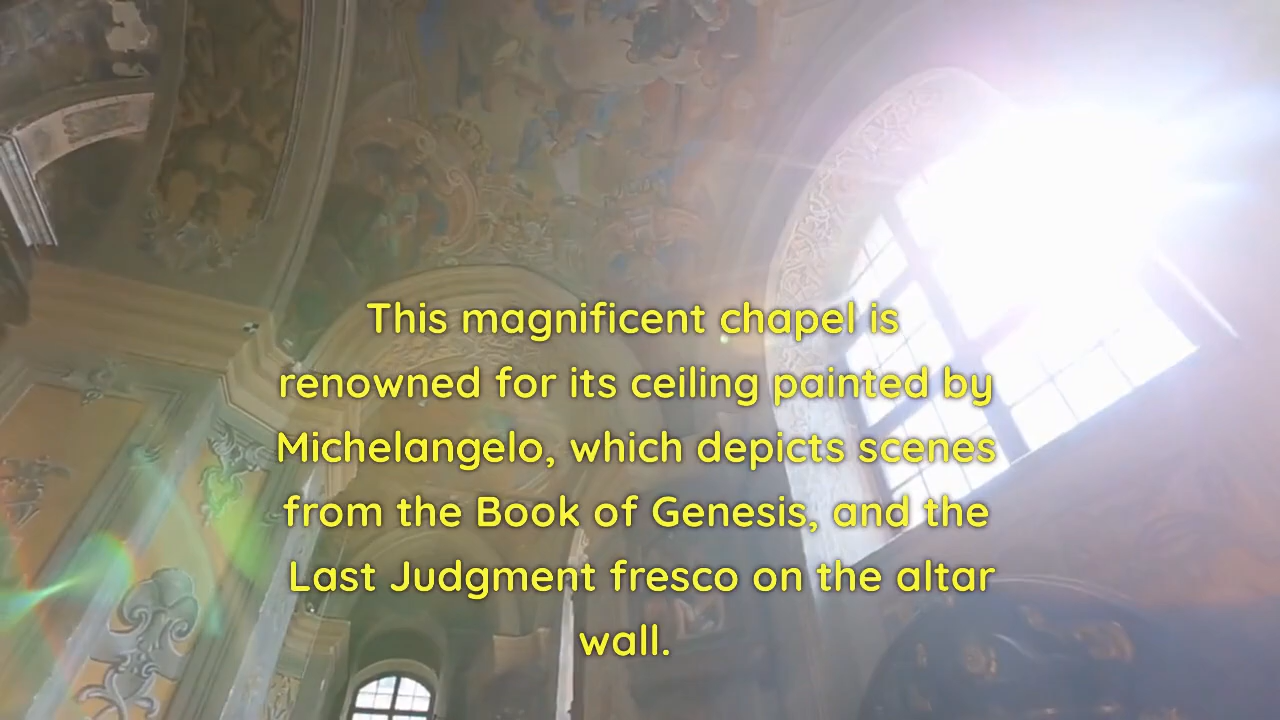 This magnificent chapel is
renowned for its ceiling painted by
Michelangelo, which depicts scenes
from the Book of Genesis, and the
Last Judgment fresco on the altar
wall.